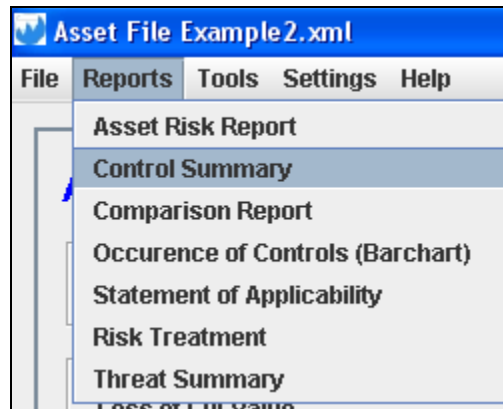 Asset File Example2.xml
File Reports Tools Settings Help
Asset Risk Report
Control Summary
Comparison Report
Occurence of Controls (Barchart)
Statement of Applicability
Risk Treatment
Threat Summary